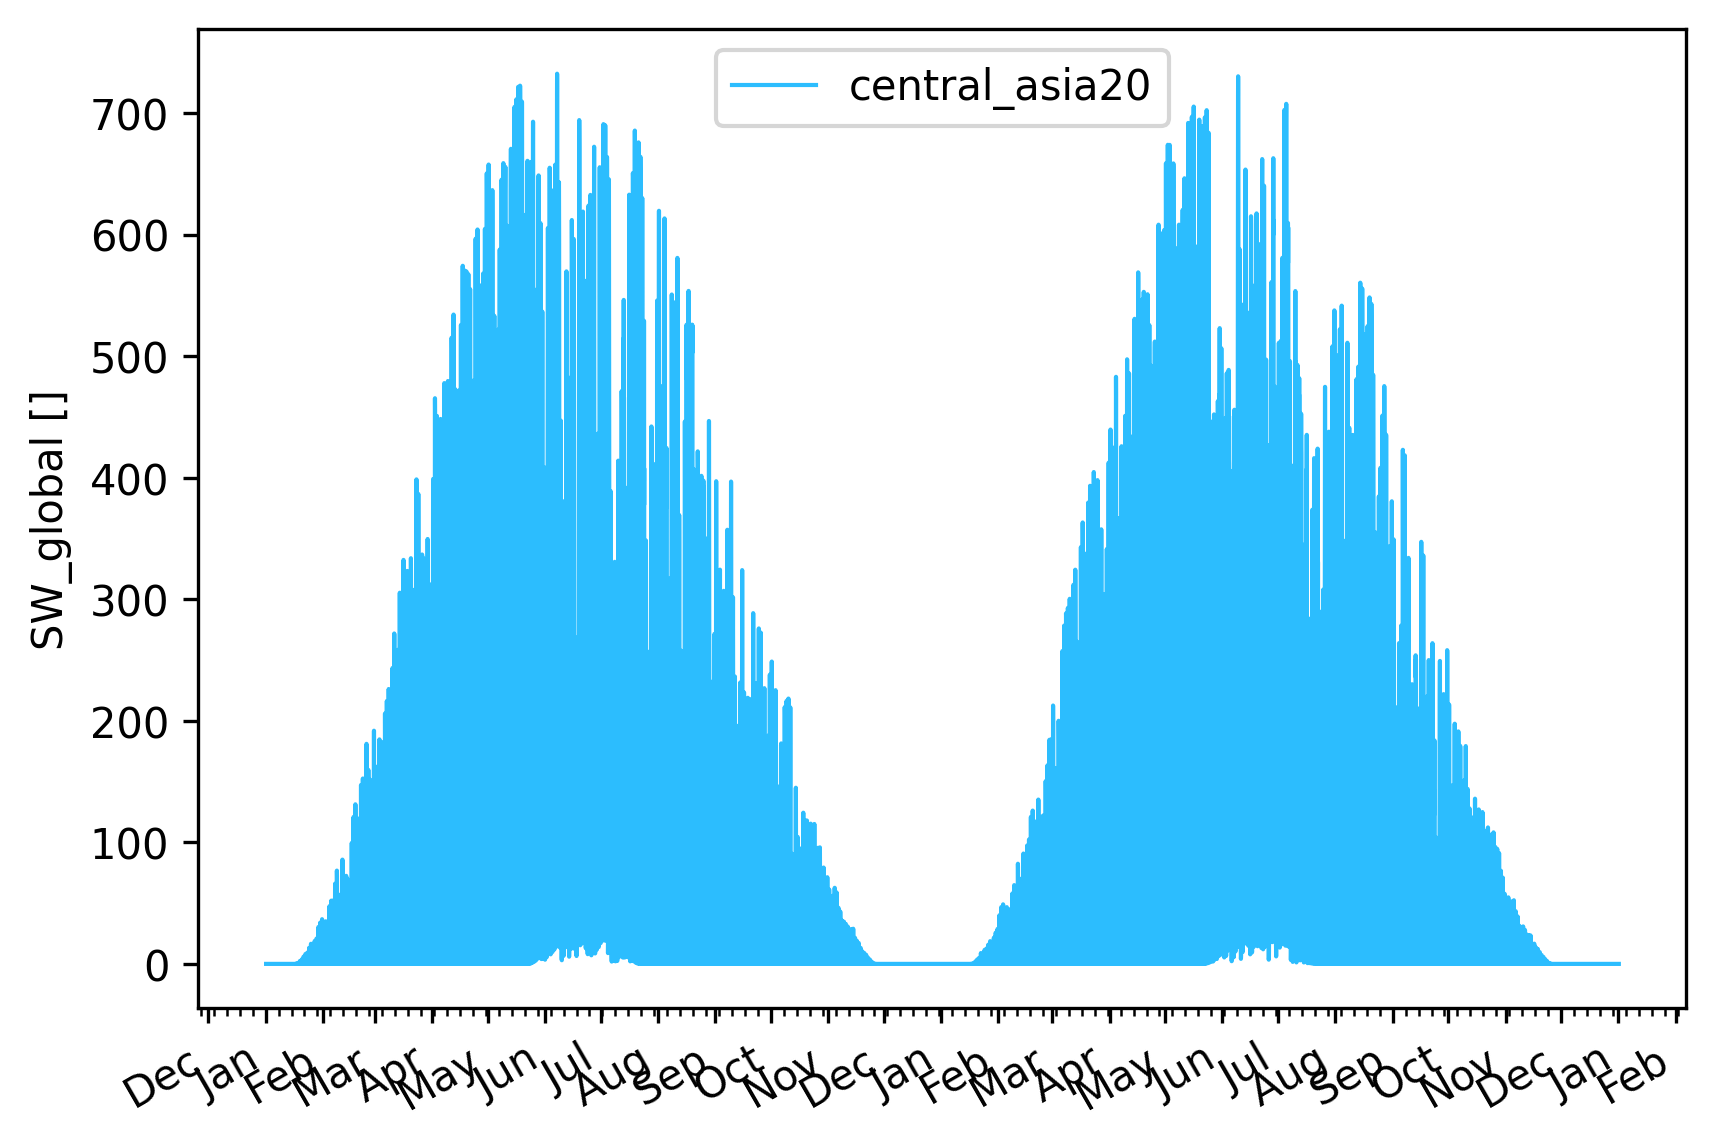 central_asia20
SW_global []
700
600
500
400
300
200
100
0
Dec
Jan
Feb
Mar
Apr
May
Jun
Jul
Aug
Sep
Oct
Nov
Dec
Jan
Feb
Mar
Apr
May
Jun
Jul
Aug
Sep
Oct
Nov
Dec
Jan
Feb